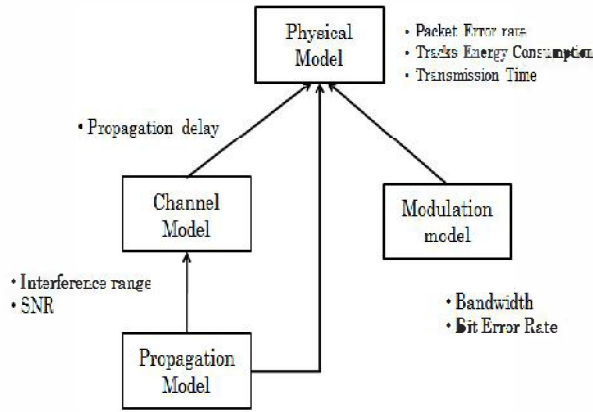 Physical
Model
• Packet Error rate
• Tracks Energy Consumption
• Transmission Time
• Propagation delay
Channel
Model
Modulation
model
• Interference range
• SNR
• Bandwidth
• Bit Error Rate
Propagation
Model